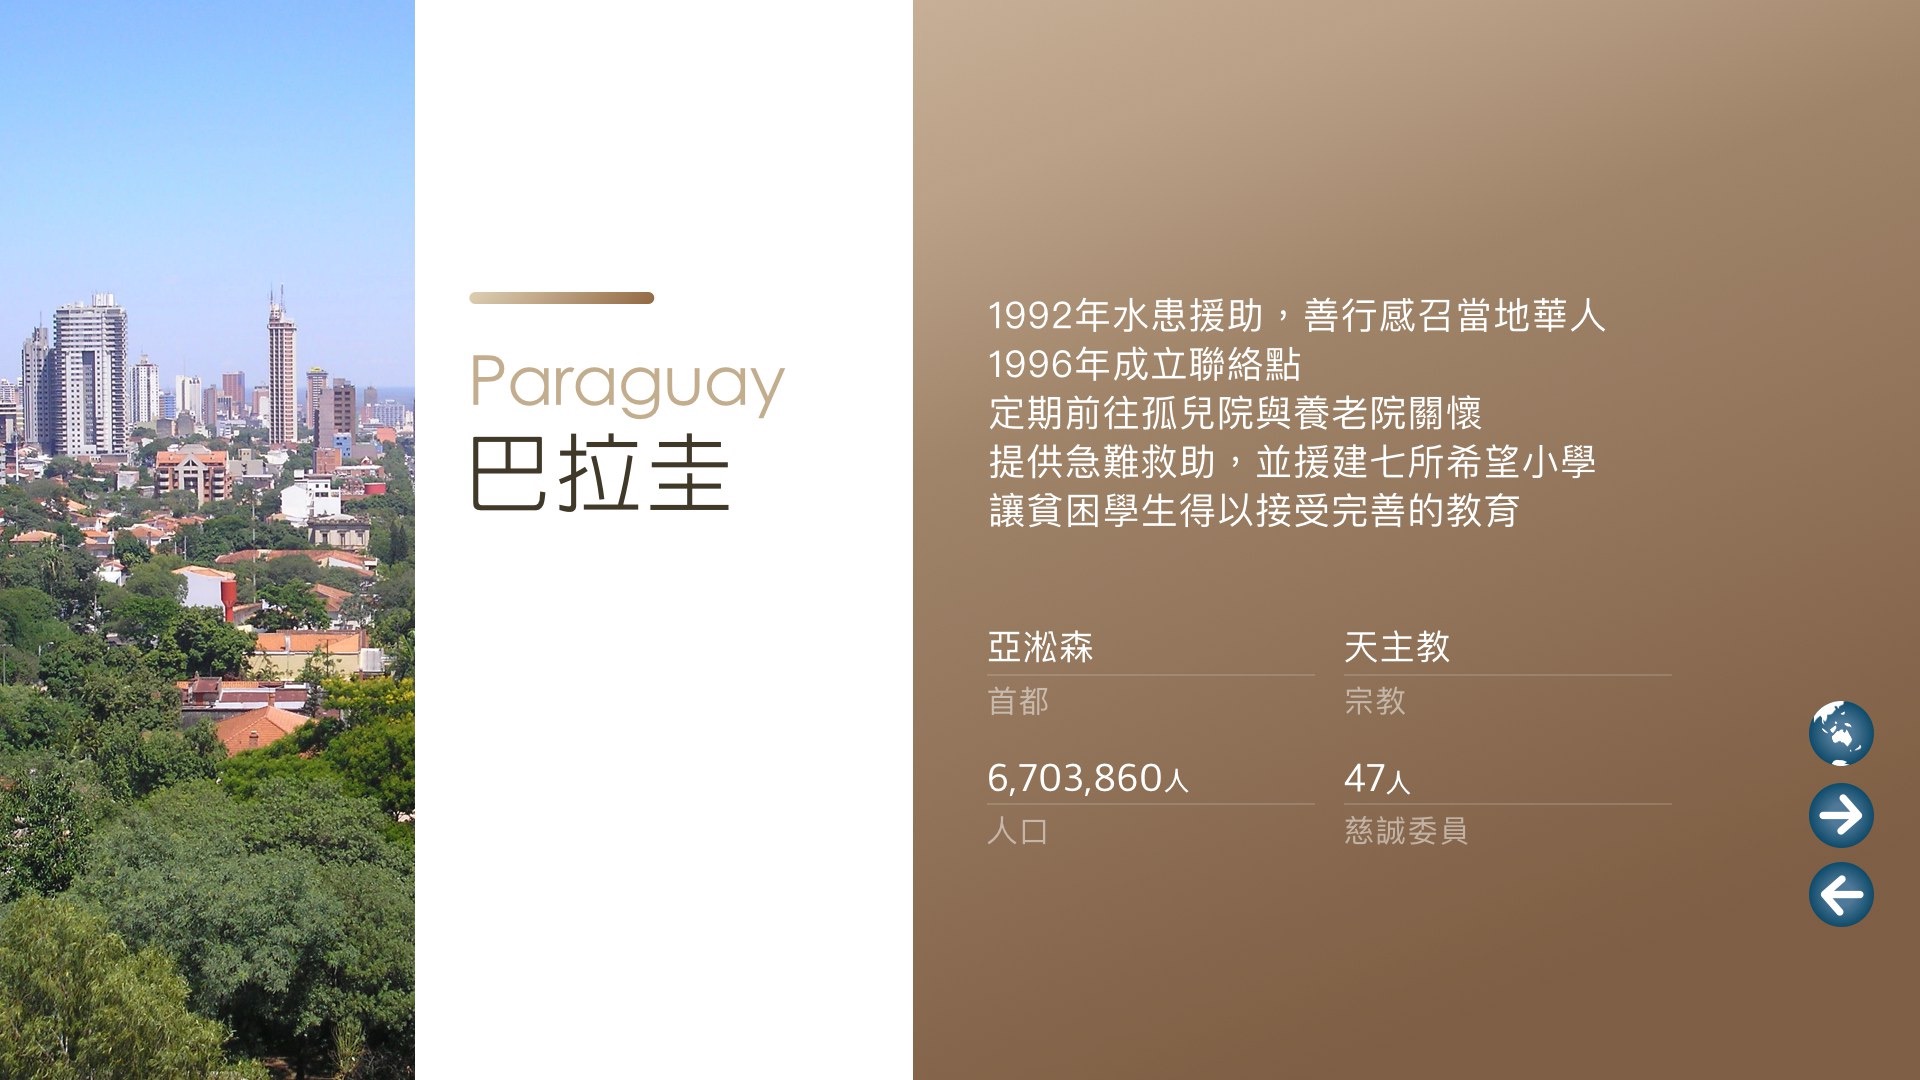 Paraguay
巴拉圭
1992年水患援助，善行感召當地華人
1996年成立聯絡點
定期前往孤兒院與養老院關懷
提供急難救助，並援建七所希望小學
讓貧困學生得以接受完善的教育
亞淞森
首都
天主教
宗教
6,703,860人
人口
47人
慈誠委員